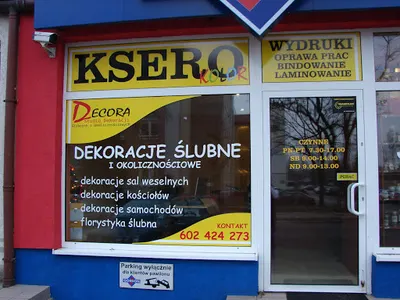 KSERO
KOLOR
WYDRUKI
OPRAWA PRAC
BINDOWANIE
LAMINOWANIE
DECORA
DEKORACJE ŚLUBNE
I OKOLICZNOŚCIOWE
- dekoracje sal weselnych
- dekoracje kościołów
- dekoracje samochodów
- florystyka ślubna
KONTAKT
602 424 273
CZYNNE
PN-PT 7.30-17.00
SB 8.00-14.00
ND 9.00-13.00
Parking wyłącznie
dla klientów pawilonu